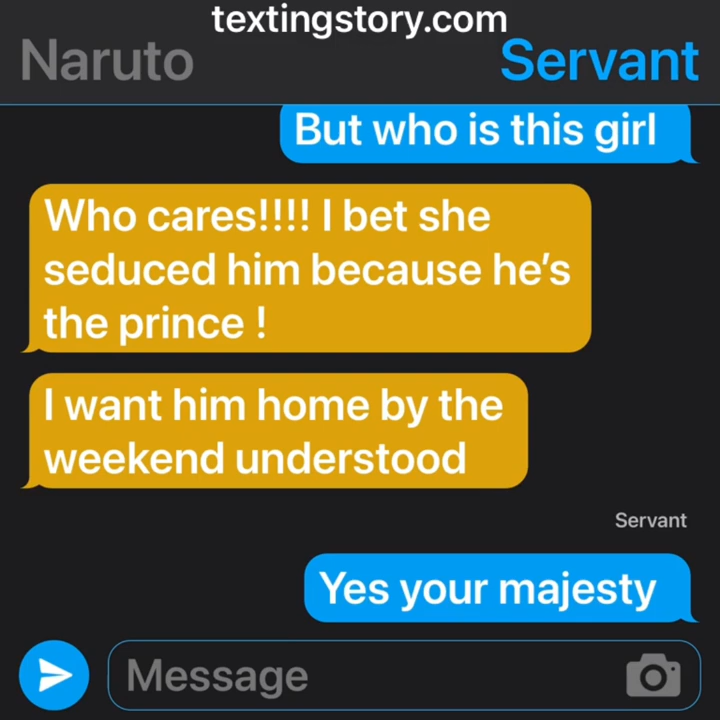 textingstory.com
Naruto
Servant
But who is this girl
Who cares!!!! I bet she
seduced him because he's
the prince !
I want him home by the
weekend understood
Servant
Yes your majesty
Message